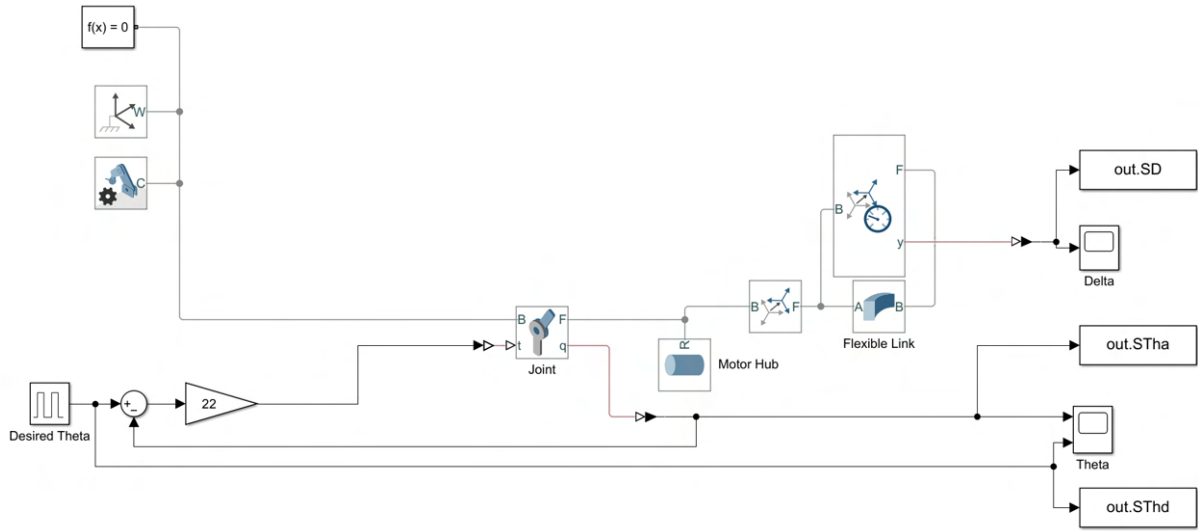 f(x) = 0
W
C
F
B
out.SD
y
Delta
B
F
A
B
Flexible Link
B
F
t
q
Joint
R
Motor Hub
out.STha
22
+
-
Desired Theta
Theta
out.SThd